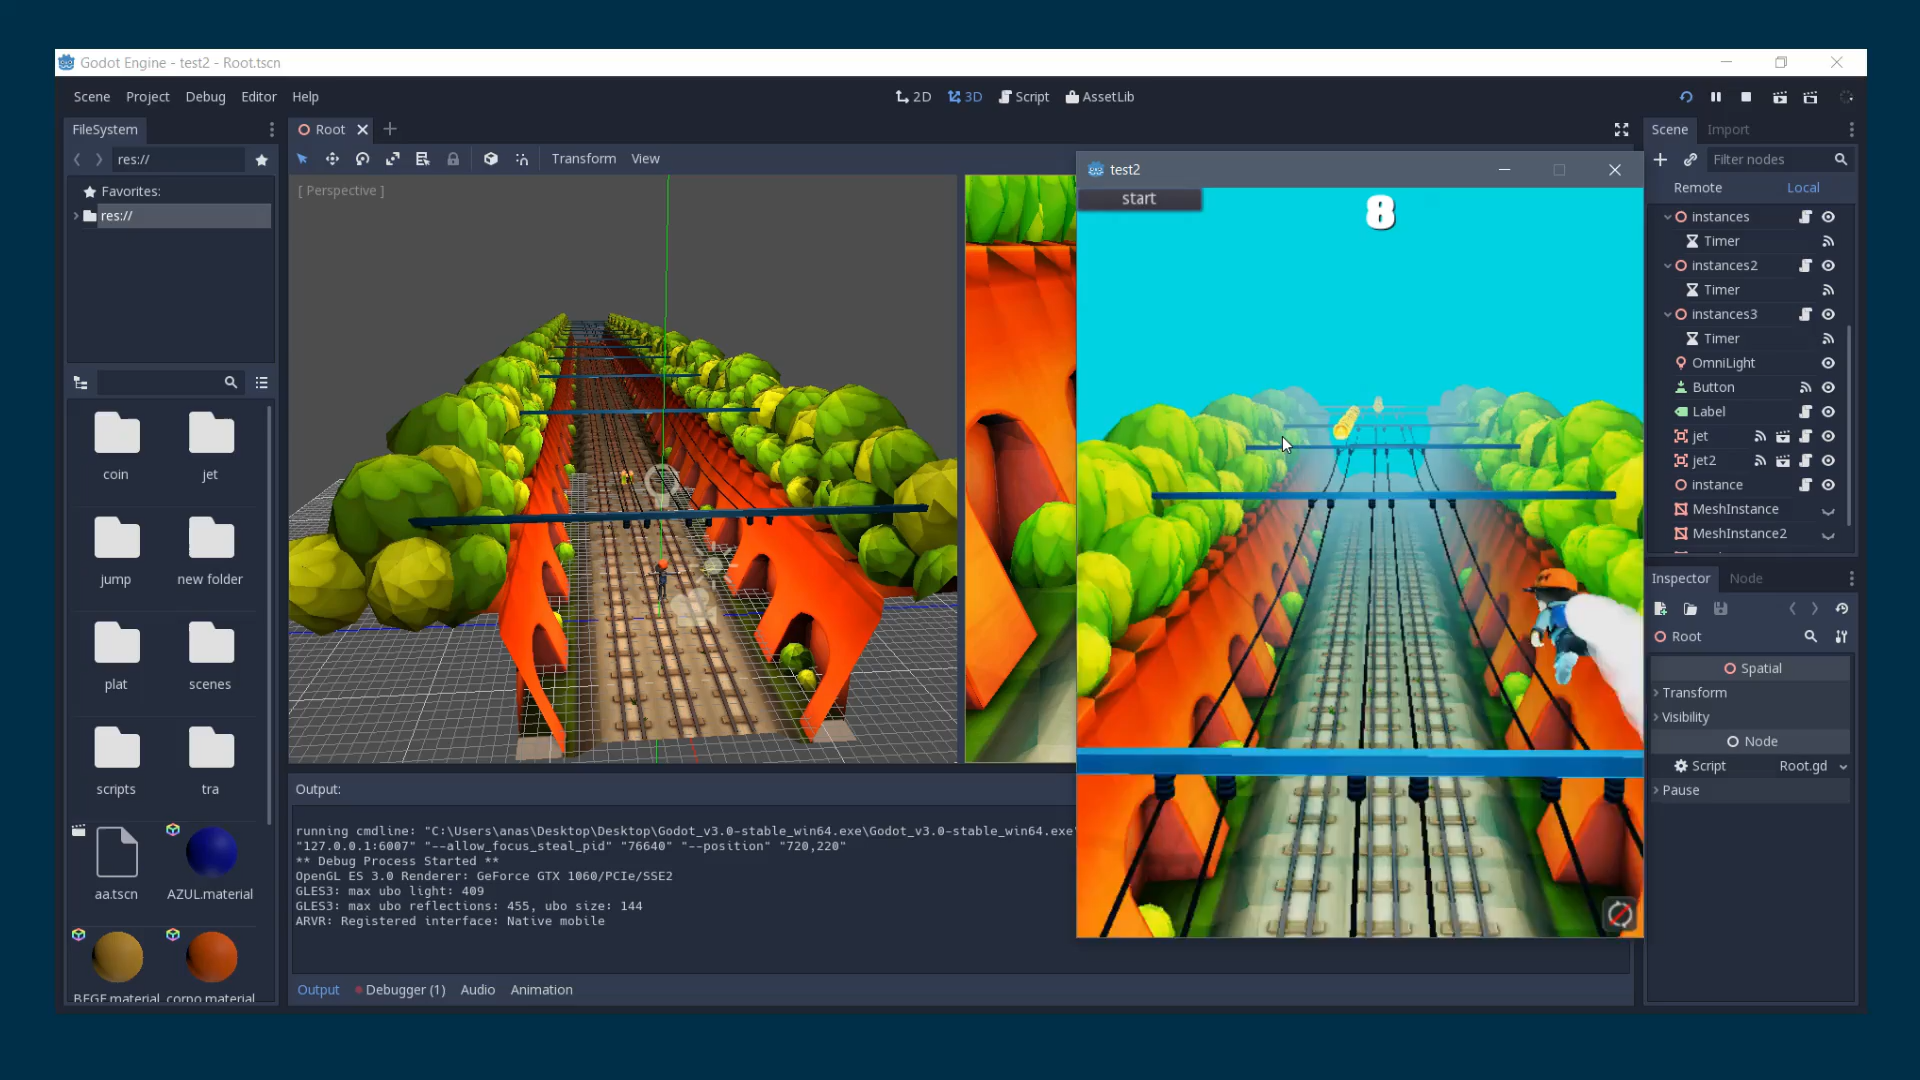 Godot Engine - test2 - Root.tscn
Scene Project Debug Editor Help
2D 3D Script AssetLib
FileSystem
res://
Favorites:
res://
coin
jet
jump
new folder
plat
scenes
scripts
tra
aa.tscn
AZUL.material
BEGE.material
corpo.material
Root
Transform View
[ Perspective ]
test2
start
8
Output:
running cmdline: "C:\Users\anas\Desktop\Desktop\Godot_v3.0-stable_win64.exe\Godot_v3.0-stable_win64.exe"
"127.0.0.1:6007" "--allow_focus_steal_pid" "76640" "--position" "720,220"
** Debug Process Started **
OpenGL ES 3.0 Renderer: GeForce GTX 1060/PCIe/SSE2
GLES3: max ubo light: 409
GLES3: max ubo reflections: 455, ubo size: 144
ARVR: Registered interface: Native mobile
Output Debugger (1) Audio Animation
Scene Import
Filter nodes
Remote Local
instances
Timer
instances2
Timer
instances3
Timer
OmniLight
Button
Label
jet
jet2
instance
MeshInstance
MeshInstance2
Inspector Node
Root
Spatial
Transform
Visibility
Node
Script Root.gd
Pause